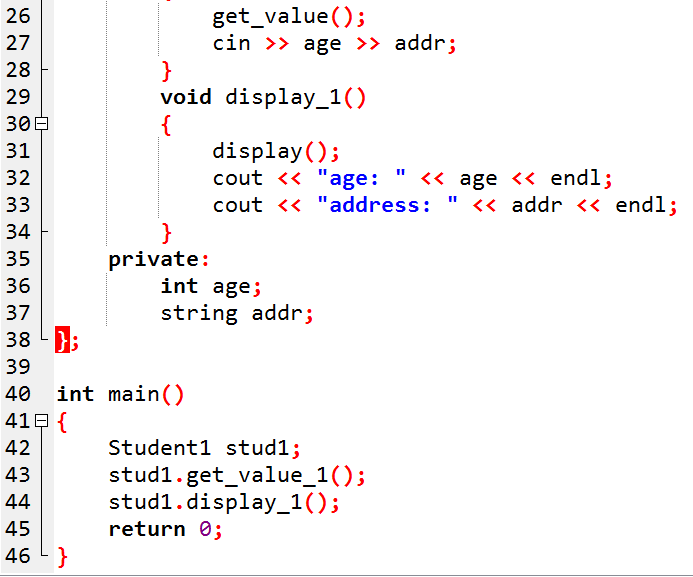 26 get_value();
27 cin >> age >> addr;
28 }
29 void display_1()
30 {
31 display();
32 cout << "age: " << age << endl;
33 cout << "address: " << addr << endl;
34 }
35 private:
36 int age;
37 string addr;
38 };
39
40 int main()
41 {
42 Student1 stud1;
43 stud1.get_value_1();
44 stud1.display_1();
45 return 0;
46 }